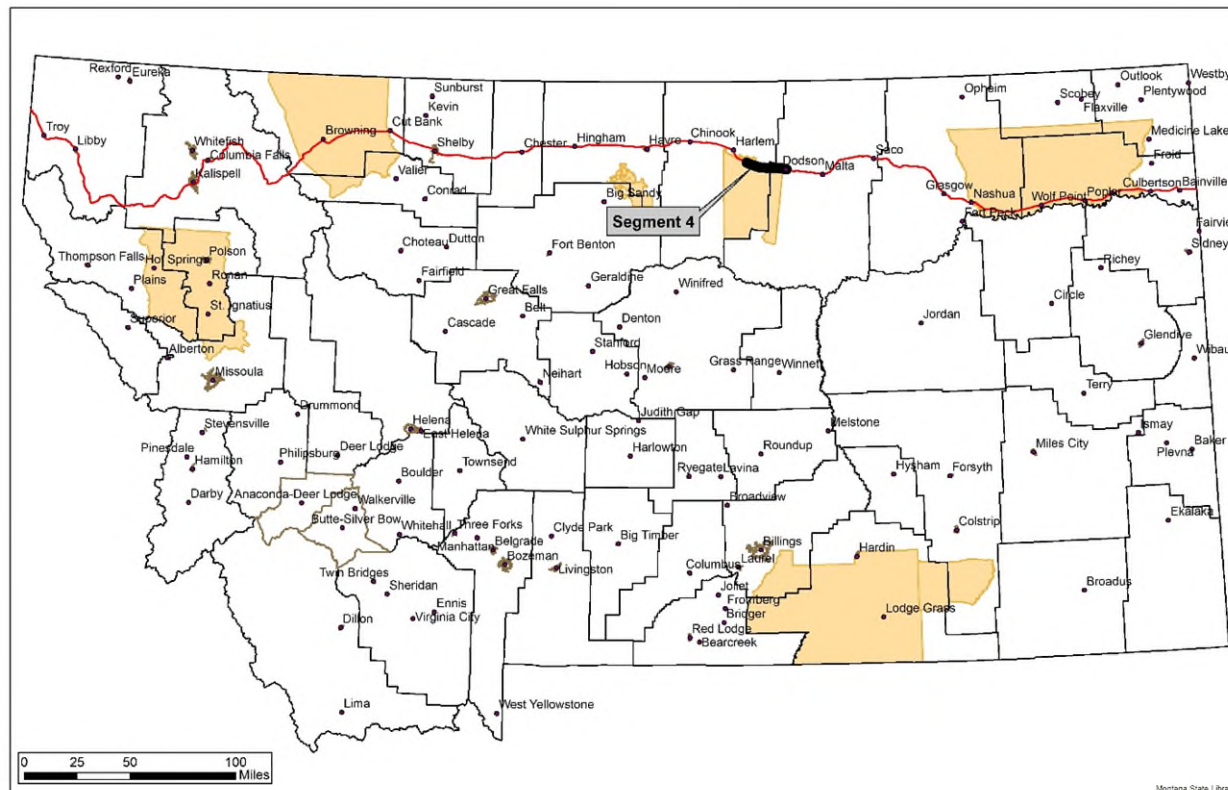 Rexford
Eureka
Troy
Libby
Whitefish
Columbia Falls
Kalispell
Browning
Cut Bank
Sunburst
Kevin
Shelby
Valier
Conrad
Chester
Hingham
Havre
Chinook
Harlem
Dodson
Malta
Saco
Big Sandy
Segment 4
Opheim
Scobey
Flaxville
Outlook
Plentywood
Westby
Medicine Lake
Froid
Glasgow
Nashua
Wolf Point
Poplar
Culbertson
Bainville
Fort Peck
Fairview
Sidney
Thompson Falls
Hot Springs
Polson
Plains
Ronan
St. Ignatius
Superior
Alberton
Missoula
Choteau
Dutton
Fairfield
Fort Benton
Great Falls
Geraldine
Belt
Cascade
Winifred
Denton
Stanford
Hobson
Moore
Grass Range
Winnett
Neihart
Jordan
Richey
Circle
Glendive
Wibaux
Terry
Drummond
Stevensville
Pinesdale
Hamilton
Philipsburg
Deer Lodge
Darby
Helena
East Helena
White Sulphur Springs
Judith Gap
Harlowton
Roundup
Melstone
Ryegate
Lavina
Broadview
Townsend
Boulder
Anaconda-Deer Lodge
Walkerville
Butte-Silver Bow
Whitehall
Three Forks
Manhattan
Belgrade
Bozeman
Clyde Park
Livingston
Big Timber
Columbus
Billings
Laurel
Hysham
Forsyth
Colstrip
Miles City
Ismay
Plevna
Baker
Ekalaka
Hardin
Lodge Grass
Broadus
Joliet
Fromberg
Bridger
Red Lodge
Bearcreek
Twin Bridges
Sheridan
Ennis
Virginia City
Dillon
Lima
West Yellowstone
0 25 50 100
Miles
Montana State Libra